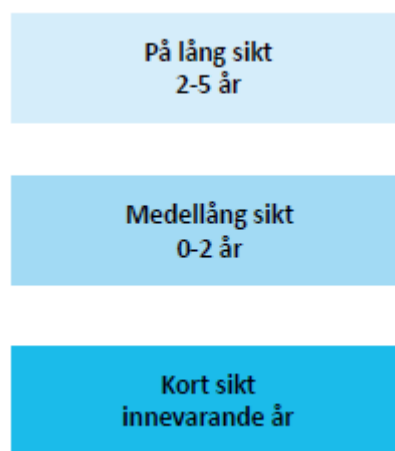 På lång sikt
2-5 år
Medellång sikt
0-2 år
Kort sikt
innevarande år